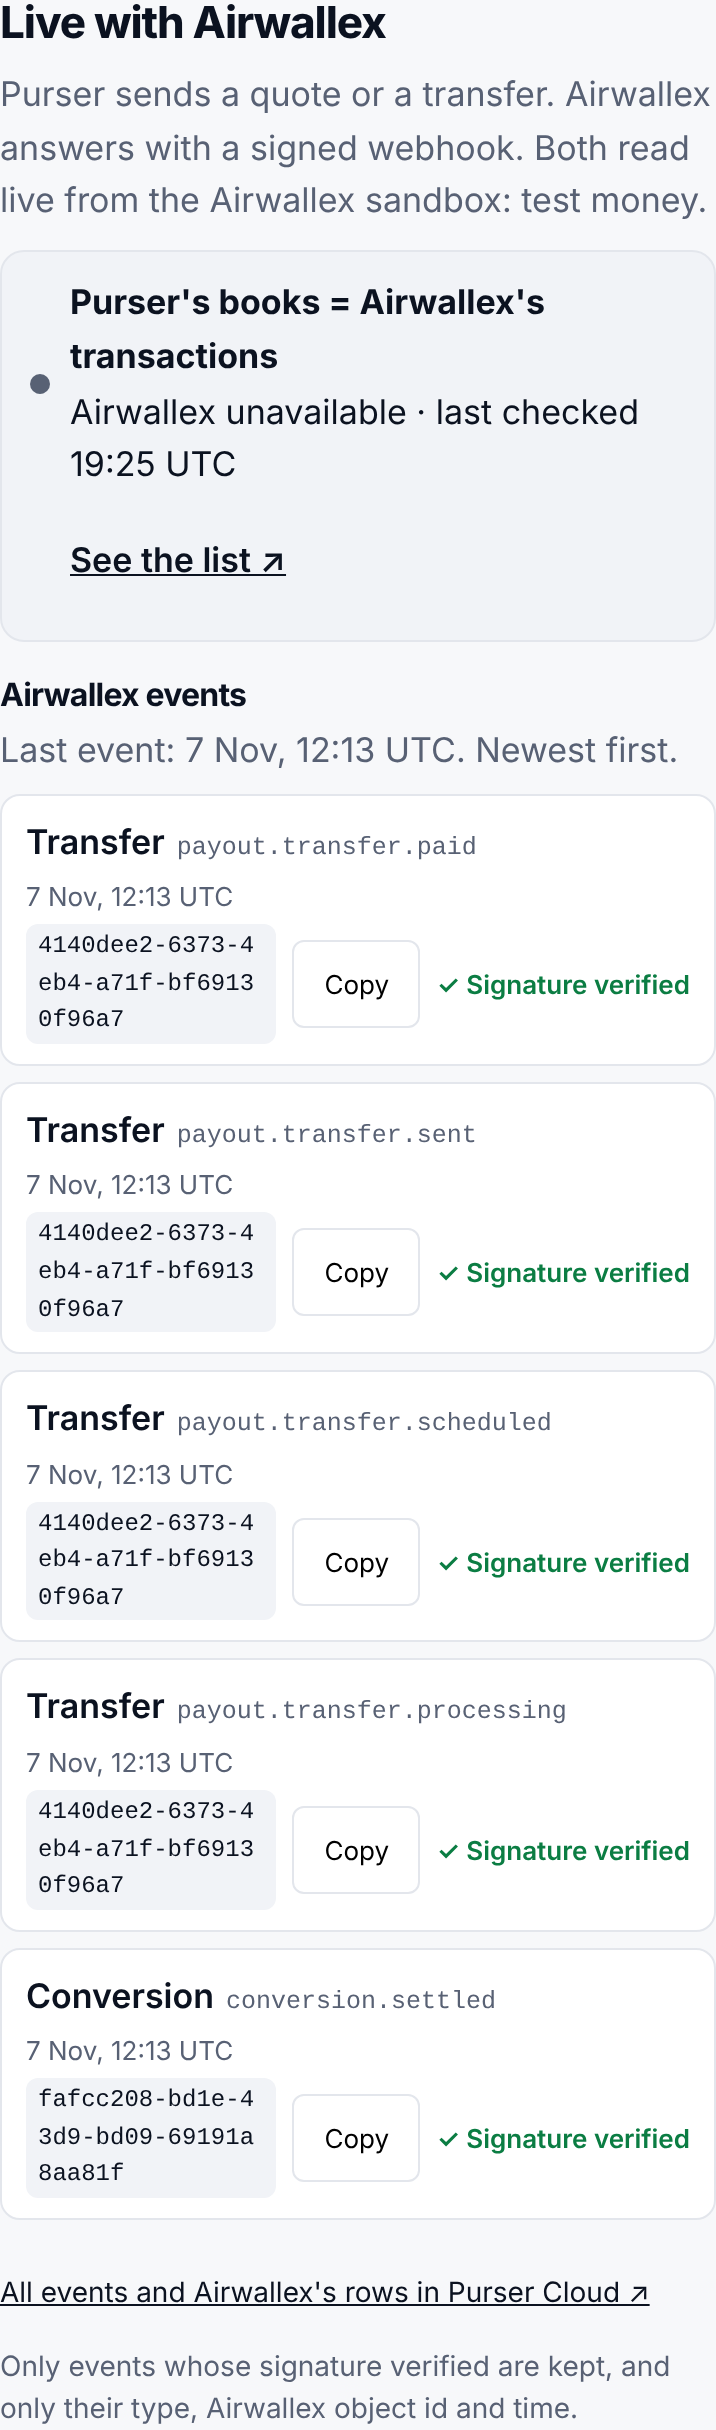 Live with Airwallex
Purser sends a quote or a transfer. Airwallex
answers with a signed webhook. Both read
live from the Airwallex sandbox: test money.
Purser's books = Airwallex's
transactions
Airwallex unavailable · last checked
19:25 UTC
See the list ↗
Airwallex events
Last event: 7 Nov, 12:13 UTC. Newest first.
Transfer payout.transfer.paid
7 Nov, 12:13 UTC
4140dee2-6373-4
eb4-a71f-bf6913
0f96a7
Copy
✓ Signature verified
Transfer payout.transfer.sent
7 Nov, 12:13 UTC
4140dee2-6373-4
eb4-a71f-bf6913
0f96a7
Copy
✓ Signature verified
Transfer payout.transfer.scheduled
7 Nov, 12:13 UTC
4140dee2-6373-4
eb4-a71f-bf6913
0f96a7
Copy
✓ Signature verified
Transfer payout.transfer.processing
7 Nov, 12:13 UTC
4140dee2-6373-4
eb4-a71f-bf6913
0f96a7
Copy
✓ Signature verified
Conversion conversion.settled
7 Nov, 12:13 UTC
fafcc208-bd1e-4
3d9-bd09-69191a
8aa81f
Copy
✓ Signature verified
All events and Airwallex's rows in Purser Cloud ↗
Only events whose signature verified are kept, and
only their type, Airwallex object id and time.